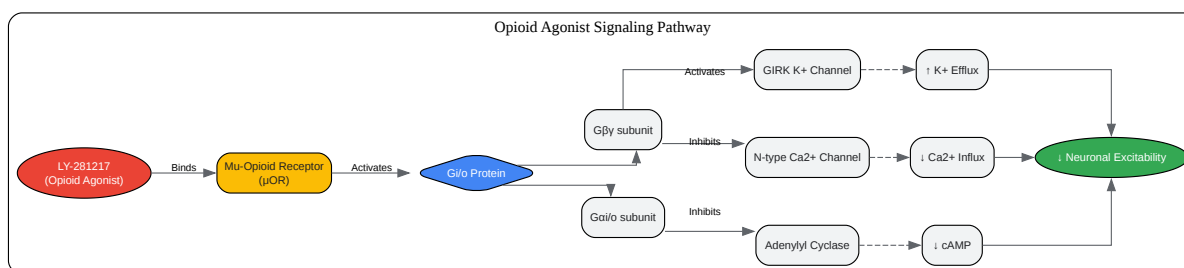 Opioid Agonist Signaling Pathway
LY-281217
(Opioid Agonist)
Binds
Mu-Opioid Receptor
(μOR)
Activates
Gi/o Protein
Gβγ subunit
Activates
GIRK K+ Channel
↑ K+ Efflux
Inhibits
N-type Ca2+ Channel
↓ Ca2+ Influx
↓ Neuronal Excitability
Gαi/o subunit
Inhibits
Adenylyl Cyclase
↓ cAMP